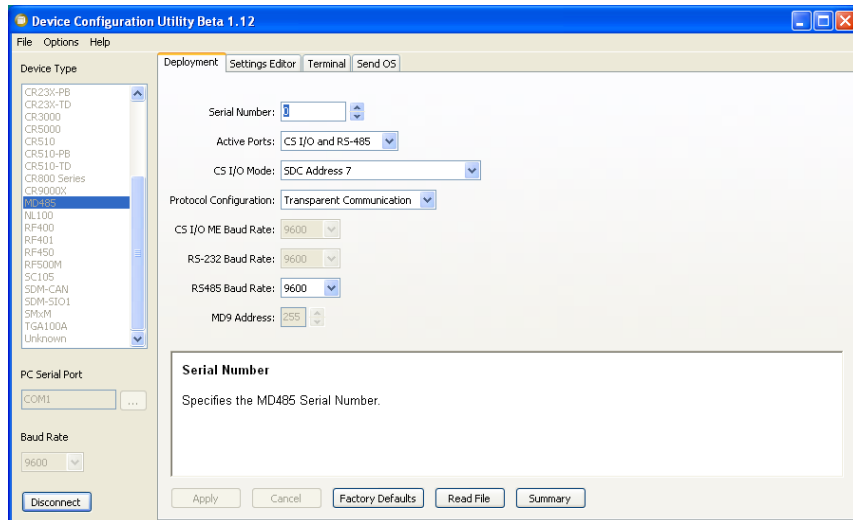 Device Configuration Utility Beta 1.12
File Options Help
Device Type
CR23X-PB
CR23X-TD
CR3000
CR5000
CR510
CR510-PB
CR510-TD
CR800 Series
CR9000X
MD485
NL100
RF400
RF401
RF450
RF500M
SC105
SDM-CAN
SDM-SIO1
SMxM
TGA100A
Unknown
PC Serial Port
COM1
...
Baud Rate
9600
Disconnect
Deployment Settings Editor Terminal Send OS
Serial Number: 0
Active Ports: CS I/O and RS-485
CS I/O Mode: SDC Address 7
Protocol Configuration: Transparent Communication
CS I/O ME Baud Rate: 9600
RS-232 Baud Rate: 9600
RS485 Baud Rate: 9600
MD9 Address: 255
Serial Number
Specifies the MD485 Serial Number.
Apply Cancel Factory Defaults Read File Summary